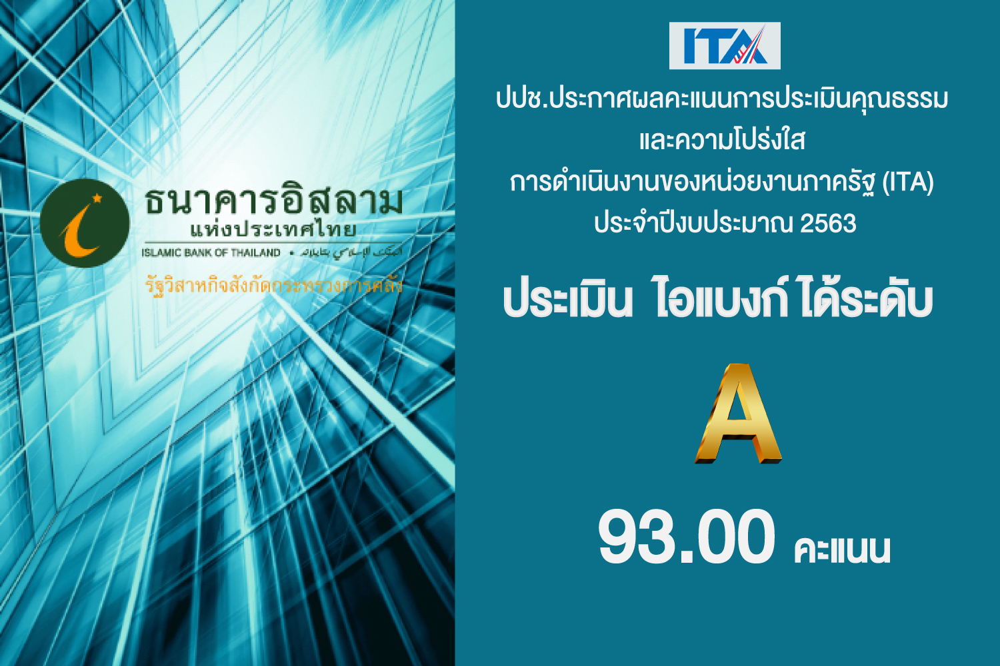 ธนาคารอิสลาม
แห่งประเทศไทย
ISLAMIC BANK OF THAILAND •
รัฐวิสาหกิจสังกัดกระทรวงการคลัง
ITA
ปปช.ประกาศผลคะแนนการประเมินคุณธรรม
และความโปร่งใส
การดำเนินงานของหน่วยงานภาครัฐ (ITA)
ประจำปีงบประมาณ 2563
ประเมิน ไอแบงก์ ได้ระดับ
A
93.00 คะแนน